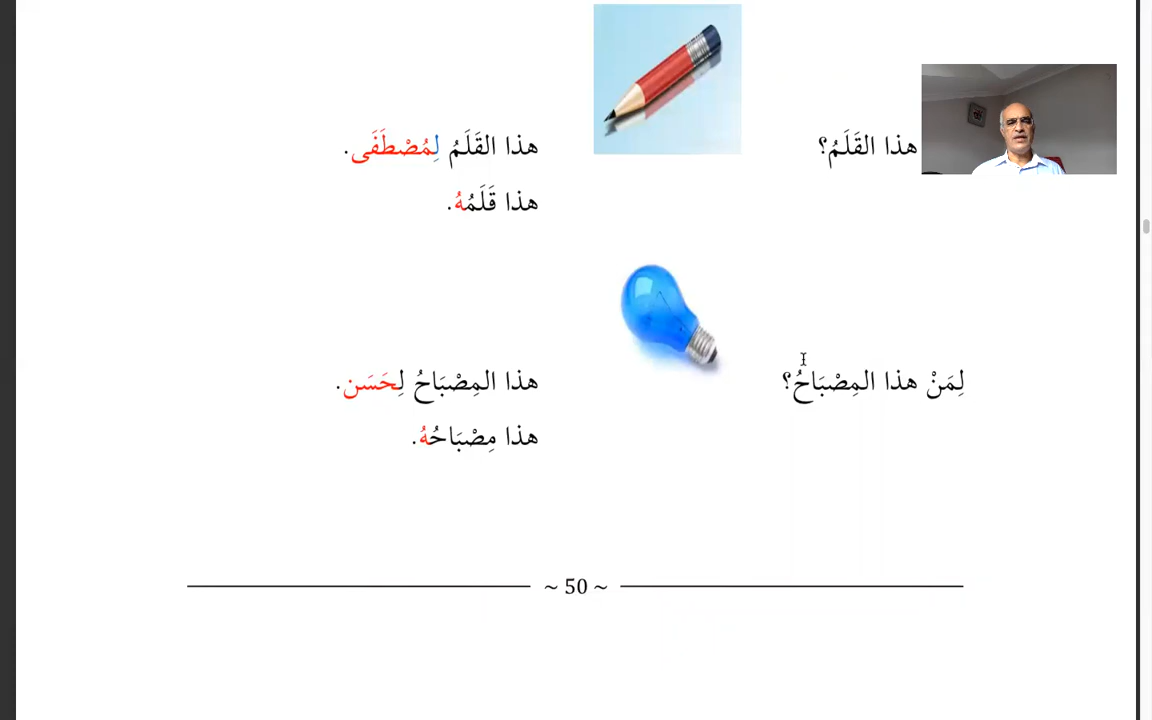 هذا القَلَمُ؟
هذا القَلَمُ لِمُصْطَفَى.
هذا قَلَمُهُ.
لِمَنْ هذا المِصْبَاحُ؟
هذا المِصْبَاحُ لِحَسَن.
هذا مِصْبَاحُهُ.
~ 50 ~